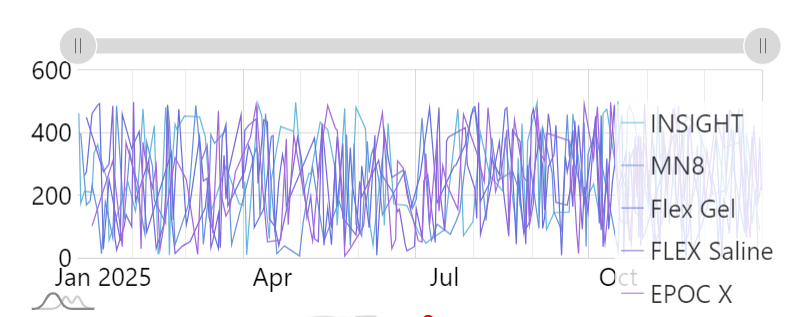 600
400
200
0
Jan 2025 Apr Jul Oct
INSIGHT
MN8
Flex Gel
FLEX Saline
EPOC X